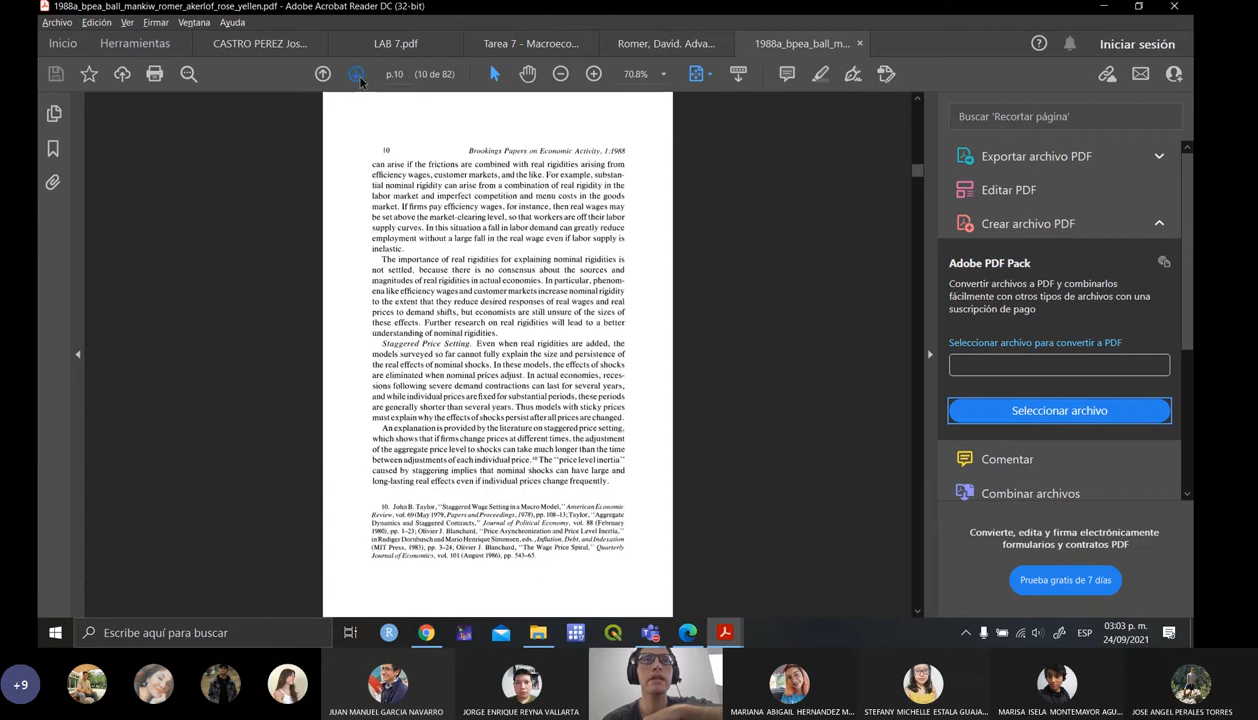 1988a_bpea_ball_mankiw_romer_akerlof_rose_yellen.pdf - Adobe Acrobat Reader DC (32-bit)
Archivo Edición Ver Firmar Ventana Ayuda
Inicio Herramientas CASTRO PEREZ Jos... LAB 7.pdf Tarea 7 - Macroeco... Romer, David. Adva... 1988a_bpea_ball_m... × Iniciar sesión
p.10 (10 de 82) 70.8%
10 Brookings Papers on Economic Activity, 1:1988
can arise if the frictions are combined with real rigidities arising from
efficiency wages, customer markets, and the like. For example, substan-
tial nominal rigidity can arise from a combination of real rigidity in the
labor market and imperfect competition and menu costs in the goods
market. If firms pay efficiency wages, for instance, then real wages may
be set above the market-clearing level, so that workers are off their labor
supply curves. In this situation a fall in labor demand can greatly reduce
employment without a large fall in the real wage even if labor supply is
inelastic.
The importance of real rigidities for explaining nominal rigidities is
not settled, because there is no consensus about the sources and
magnitudes of real rigidities in actual economies. In particular, phenom-
ena like efficiency wages and customer markets increase nominal rigidity
to the extent that they reduce desired responses of real wages and real
prices to demand shifts, but economists are still unsure of the sizes of
these effects. Further research on real rigidities will lead to a better
understanding of nominal rigidities.
Staggered Price Setting. Even when real rigidities are added, the
models surveyed so far cannot fully explain the size and persistence of
the real effects of nominal shocks. In these models, the effects of shocks
are eliminated when nominal prices adjust. In actual economies, reces-
sions following severe demand contractions can last for several years,
and while individual prices are fixed for substantial periods, these periods
are generally shorter than several years. Thus models with sticky prices
must explain why the effects of shocks persist after all prices are changed.
An explanation is provided by the literature on staggered price setting,
which shows that if firms change prices at different times, the adjustment
of the aggregate price level to shocks can take much longer than the time
between adjustments of each individual price.10 The "price level inertia"
caused by staggering implies that nominal shocks can have large and
long-lasting real effects even if individual prices change frequently.
10. John B. Taylor, "Staggered Wage Setting in a Macro Model," American Economic
Review, vol. 69 (May 1979, Papers and Proceedings, 1978), pp. 108-13; Taylor, "Aggregate
Dynamics and Staggered Contracts," Journal of Political Economy, vol. 88 (February
1980), pp. 1-23; Olivier J. Blanchard, "Price Asynchronization and Price Level Inertia,"
in Rudiger Dornbusch and Mario Henrique Simonsen, eds., Inflation, Debt, and Indexation
(MIT Press, 1983), pp. 3-24; Olivier J. Blanchard, "The Wage Price Spiral," Quarterly
Journal of Economics, vol. 101 (August 1986), pp. 543-65.
Buscar 'Recortar página'
Exportar archivo PDF
Editar PDF
Crear archivo PDF
Adobe PDF Pack
Convertir archivos a PDF y combinarlos
fácilmente con otros tipos de archivos con una
suscripción de pago
Seleccionar archivo para convertir a PDF
Seleccionar archivo
Comentar
Combinar archivos
Convierte, edita y firma electrónicamente
formularios y contratos PDF
Prueba gratis de 7 días
Escribe aquí para buscar
ESP
03:03 p. m.
24/09/2021
+9
JUAN MANUEL GARCIA NAVARRO
JORGE ENRIQUE REYNA VALLARTA
MARIANA ABIGAIL HERNANDEZ M...
STEFANY MICHELLE ESTALA GUAJA...
MARISA ISELA MONTEMAYOR AGU...
JOSE ANGEL PERALES TORRES